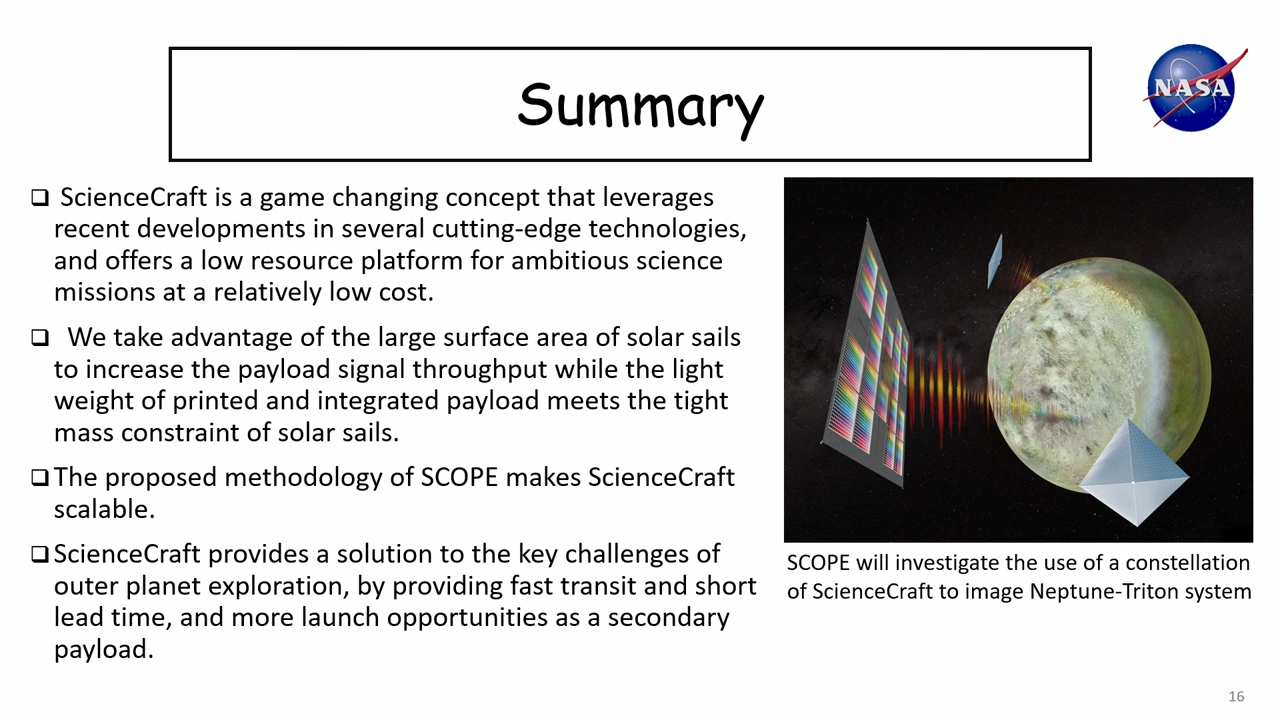 Summary
NASA
ScienceCraft is a game changing concept that leverages
recent developments in several cutting-edge technologies,
and offers a low resource platform for ambitious science
missions at a relatively low cost.
We take advantage of the large surface area of solar sails
to increase the payload signal throughput while the light
weight of printed and integrated payload meets the tight
mass constraint of solar sails.
The proposed methodology of SCOPE makes ScienceCraft
scalable.
ScienceCraft provides a solution to the key challenges of
outer planet exploration, by providing fast transit and short
lead time, and more launch opportunities as a secondary
payload.
SCOPE will investigate the use of a constellation
of ScienceCraft to image Neptune-Triton system
16